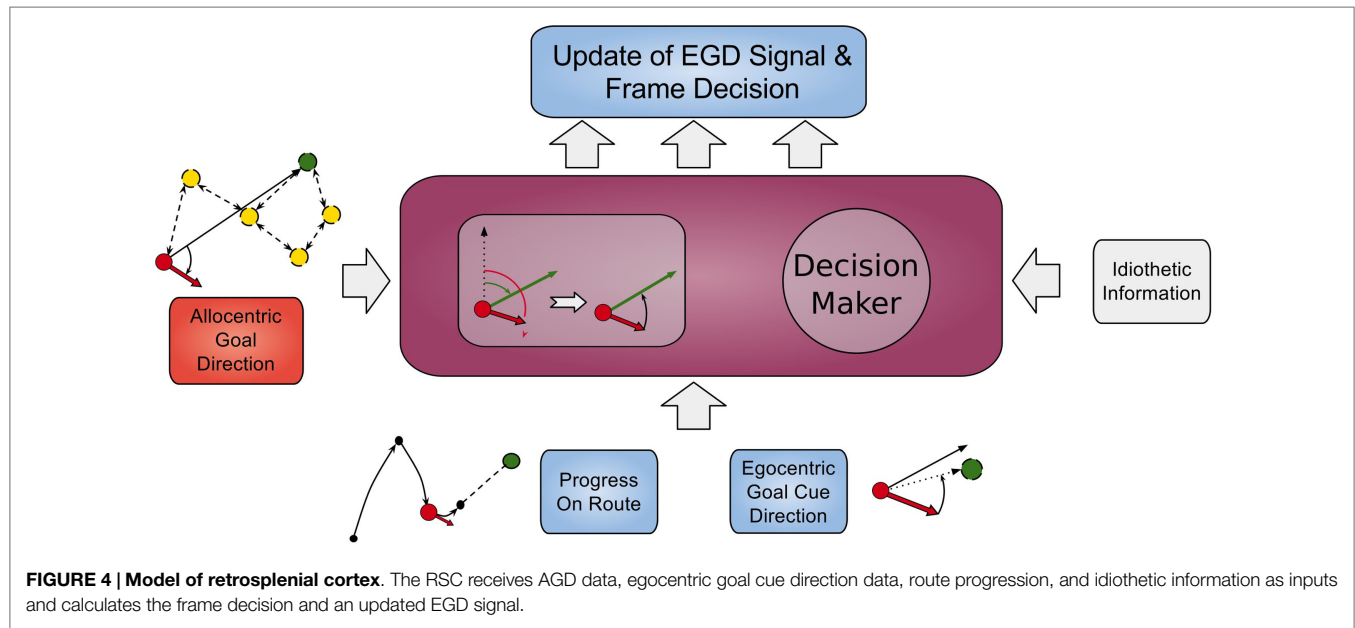 Update of EGD Signal &
Frame Decision
Allocentric
Goal
Direction
Decision
Maker
Idiothetic
Information
Progress
On Route
Egocentric
Goal Cue
Direction
FIGURE 4 | Model of retrosplenial cortex. The RSC receives AGD data, egocentric goal cue direction data, route progression, and idiothetic information as inputs
and calculates the frame decision and an updated EGD signal.